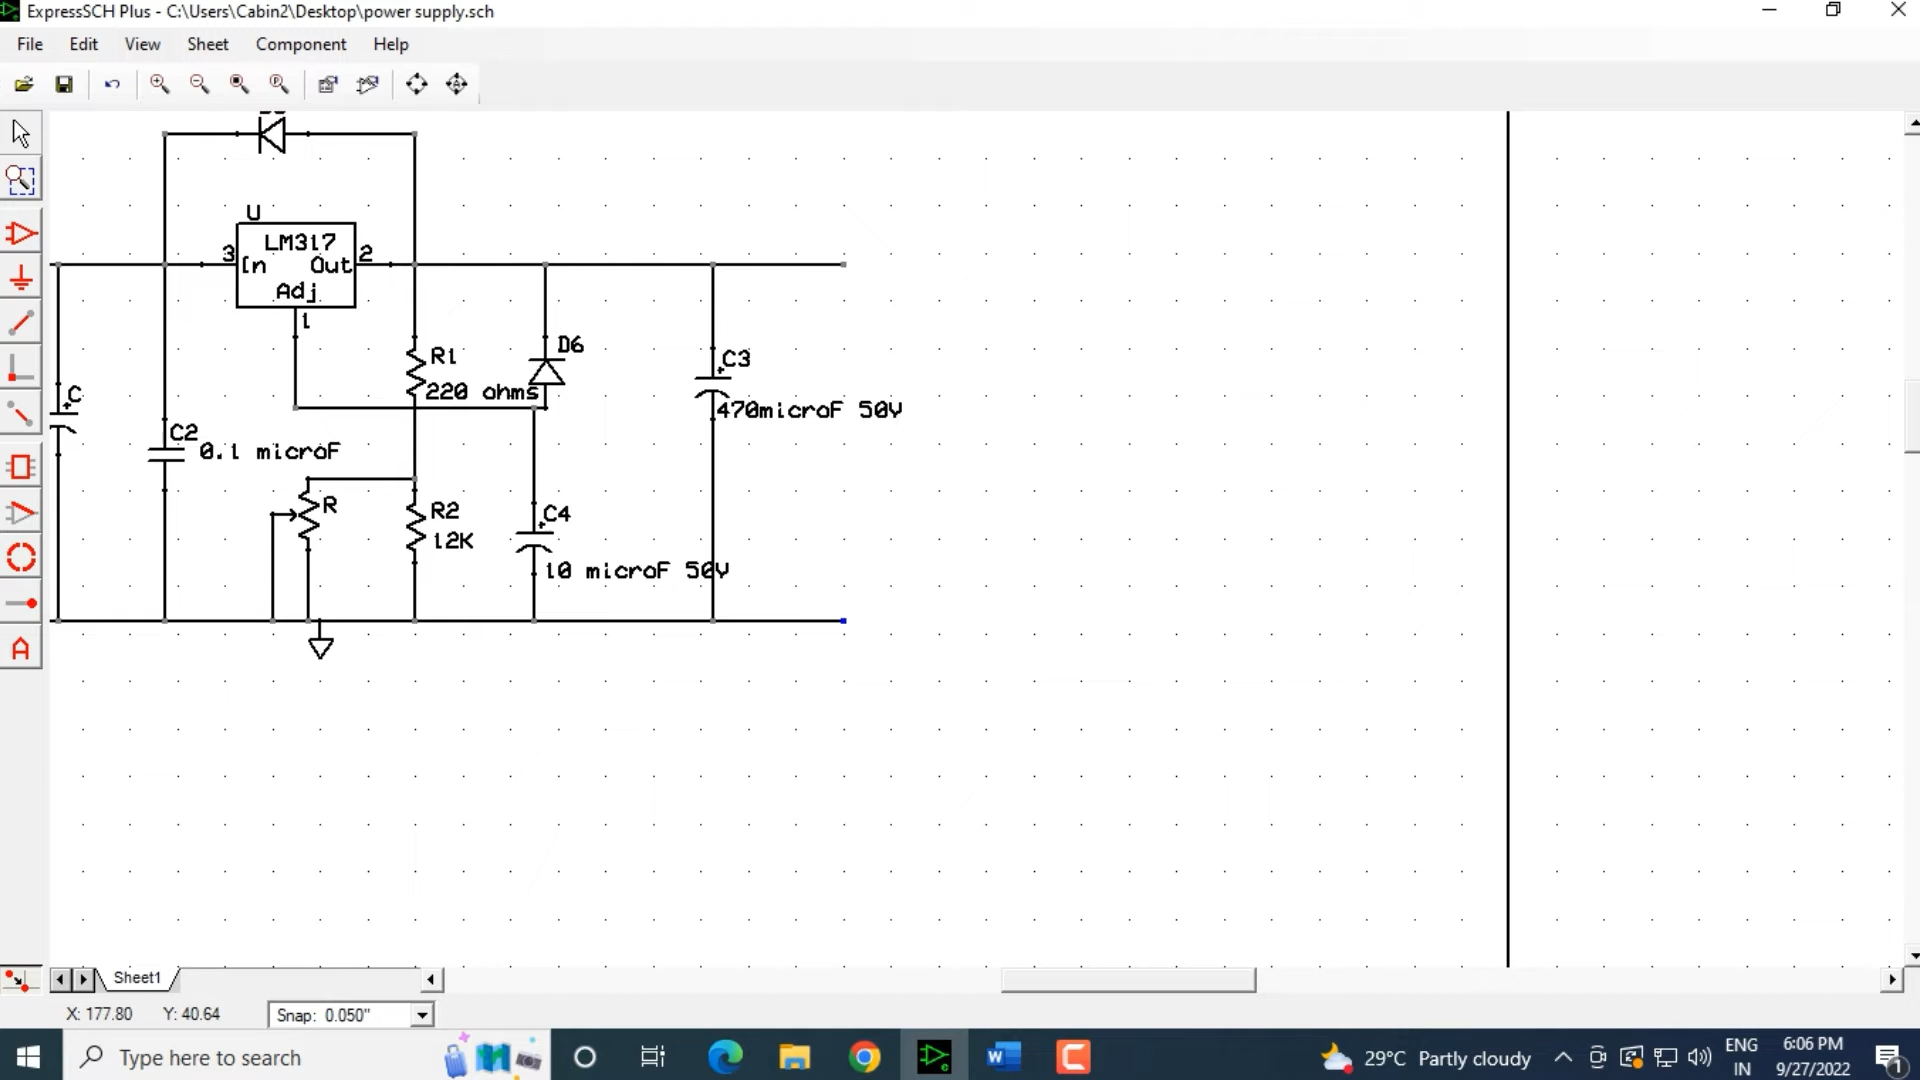 ExpressSCH Plus - C:\Users\Cabin2\Desktop\power supply.sch
File Edit View Sheet Component Help
U
LM317
3 In Out 2
Adj
1
D6
R1
220 ohms
C3
470microF 50V
C
C2
0.1 microF
R
R2
12K
C4
10 microF 50V
Sheet1
X: 177.80 Y: 40.64 Snap: 0.050"
Type here to search
29°C Partly cloudy
ENG
IN
6:06 PM
9/27/2022
1